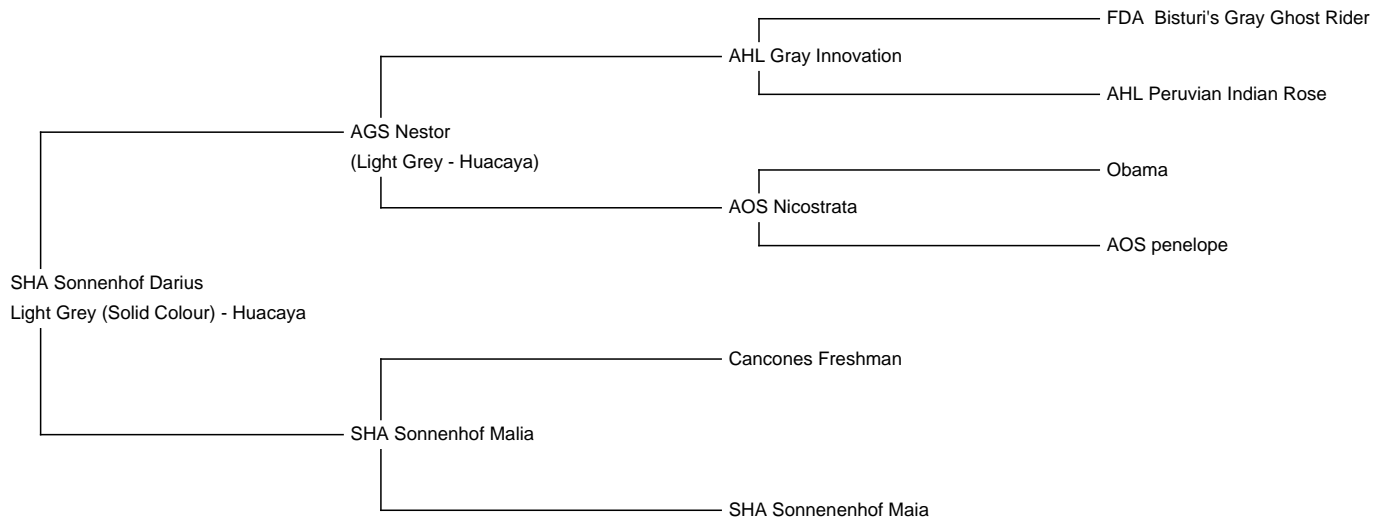 FDA  Bisturi's Gray Ghost Rider
AHL Gray Innovation
AHL Peruvian Indian Rose
AGS Nestor
(Light Grey - Huacaya)
Obama
AOS Nicostrata
AOS penelope
SHA Sonnenhof Darius
Light Grey (Solid Colour) - Huacaya
Cancones Freshman
SHA Sonnenhof Malia
SHA Sonnenenhof Maia